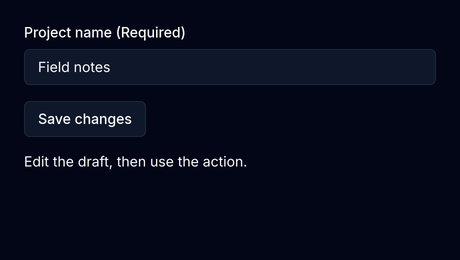 Project name (Required)
Field notes
Save changes
Edit the draft, then use the action.